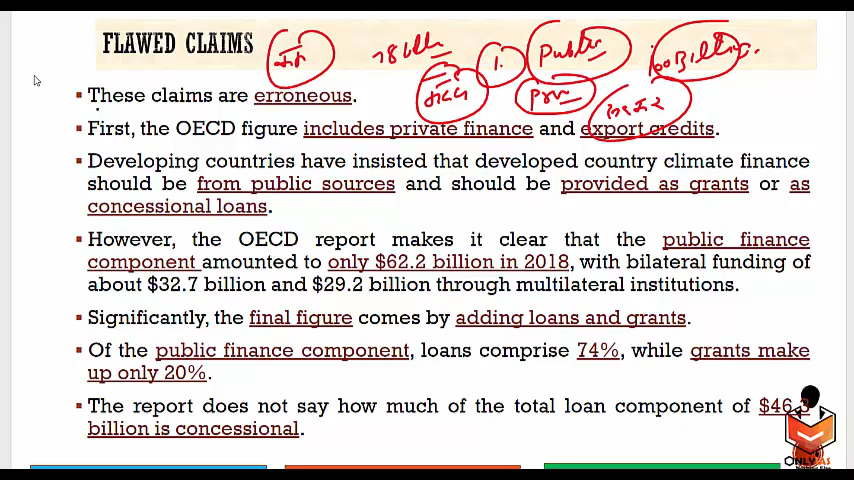 FLAWED CLAIMS
1.
Public
▪ These claims are erroneous.
▪ First, the OECD figure includes private finance and export credits.
▪ Developing countries have insisted that developed country climate finance
should be from public sources and should be provided as grants or as
concessional loans.
▪ However, the OECD report makes it clear that the public finance
component amounted to only $62.2 billion in 2018, with bilateral funding of
about $32.7 billion and $29.2 billion through multilateral institutions.
▪ Significantly, the final figure comes by adding loans and grants.
▪ Of the public finance component, loans comprise 74%, while grants make
up only 20%.
▪ The report does not say how much of the total loan component of
billion is concessional.